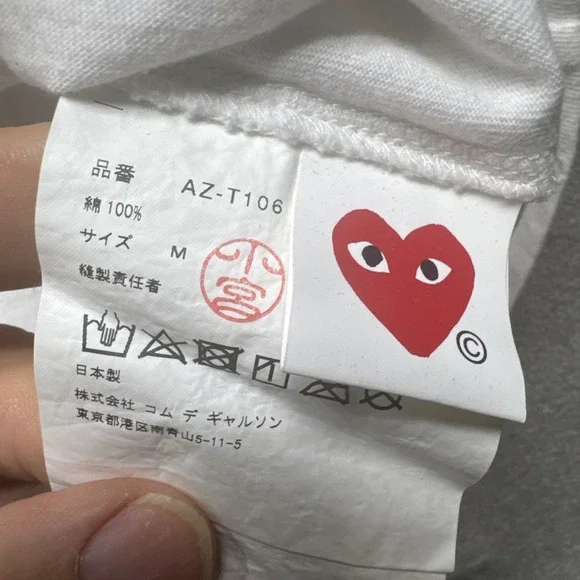 品番 AZ-T106
綿 100%
サイズ M
縫製責任者 小宮
日本製
株式会社 コム デ ギャルソン
東京都港区南青山5-11-5
©